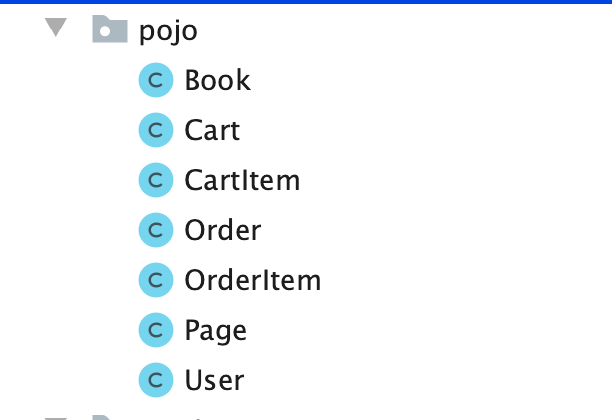 pojo
C Book
C Cart
C CartItem
C Order
C OrderItem
C Page
C User